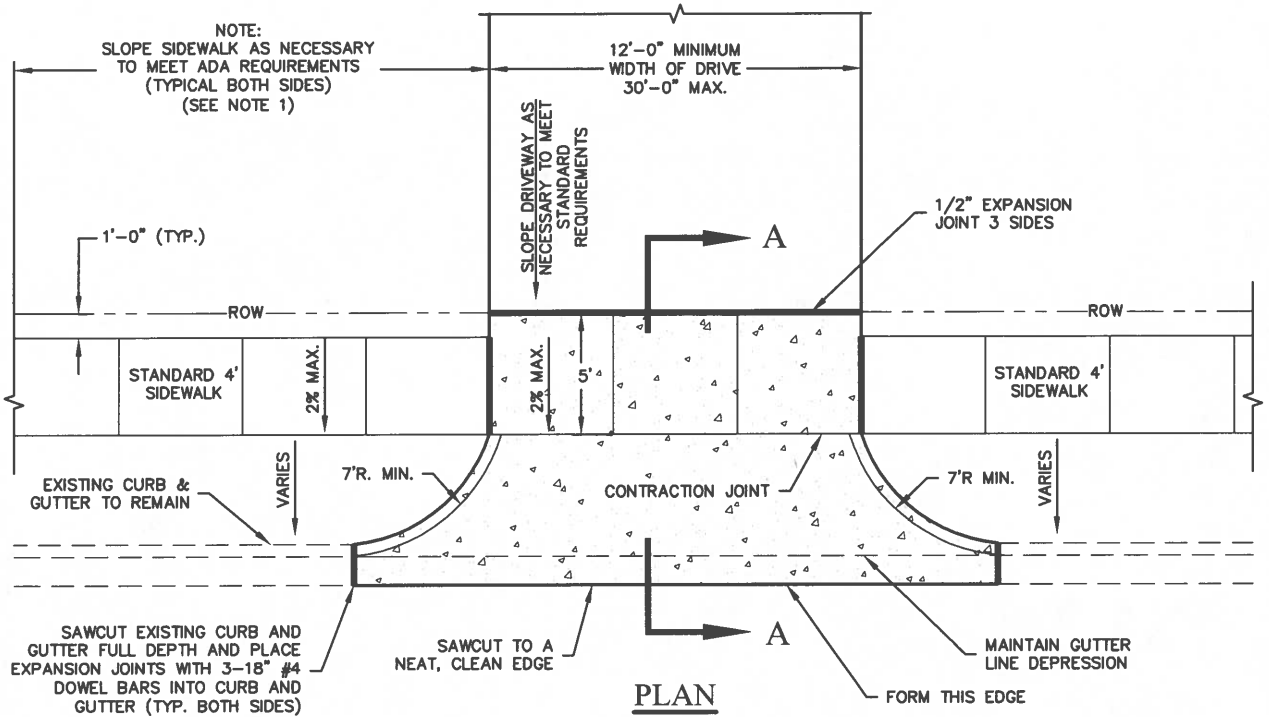 NOTE:
SLOPE SIDEWALK AS NECESSARY
TO MEET ADA REQUIREMENTS
(TYPICAL BOTH SIDES)
(SEE NOTE 1)
12'-0" MINIMUM
WIDTH OF DRIVE
30'-0" MAX.
SLOPE DRIVEWAY AS
NECESSARY TO MEET
STANDARD
REQUIREMENTS
1/2" EXPANSION
JOINT 3 SIDES
A
1'-0" (TYP.)
ROW
ROW
STANDARD 4'
SIDEWALK
2% MAX.
2% MAX.
5'
STANDARD 4'
SIDEWALK
EXISTING CURB &
GUTTER TO REMAIN
VARIES
7'R. MIN.
CONTRACTION JOINT
7'R MIN.
VARIES
SAWCUT EXISTING CURB AND
GUTTER FULL DEPTH AND PLACE
EXPANSION JOINTS WITH 3-18" #4
DOWEL BARS INTO CURB AND
GUTTER (TYP. BOTH SIDES)
SAWCUT TO A
NEAT, CLEAN EDGE
A
MAINTAIN GUTTER
LINE DEPRESSION
FORM THIS EDGE
PLAN